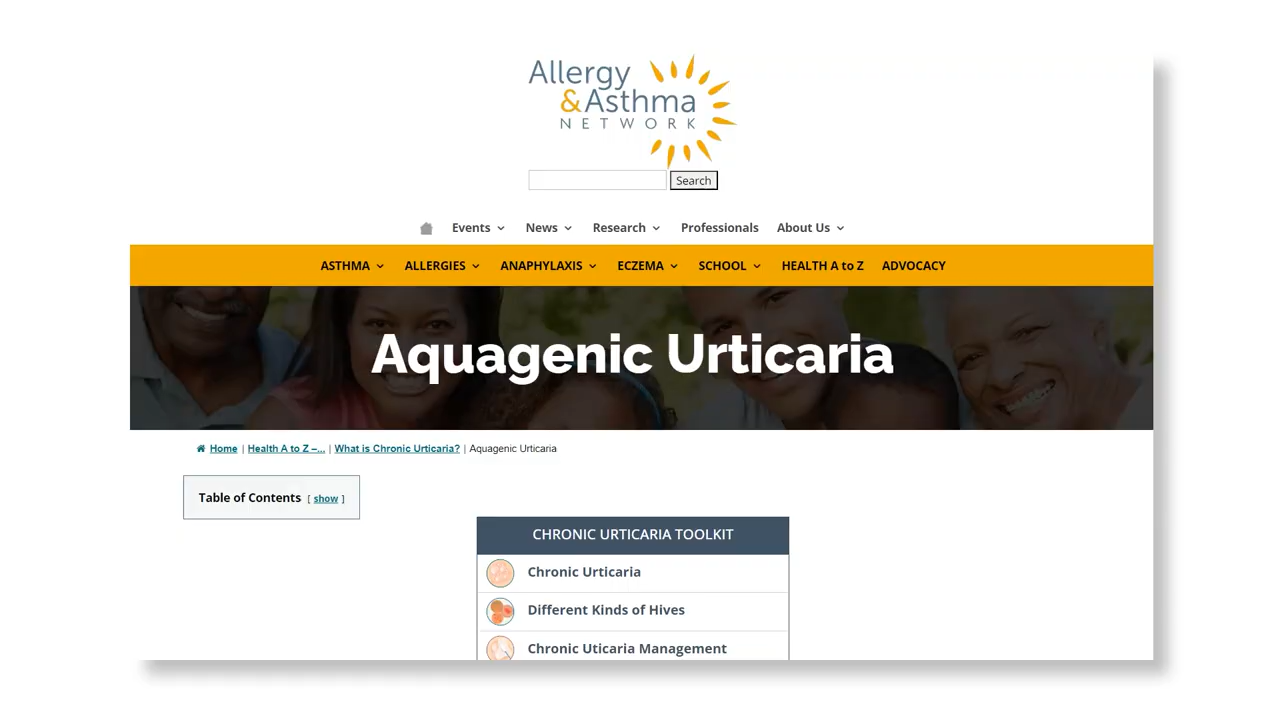 Allergy
&Asthma
NETWORK
Search
Events News Research Professionals About Us
ASTHMA ALLERGIES ANAPHYLAXIS ECZEMA SCHOOL HEALTH A to Z ADVOCACY
Aquagenic Urticaria
Home | Health A to Z –... | What is Chronic Urticaria? | Aquagenic Urticaria
Table of Contents [ show ]
CHRONIC URTICARIA TOOLKIT
Chronic Urticaria
Different Kinds of Hives
Chronic Uticaria Management